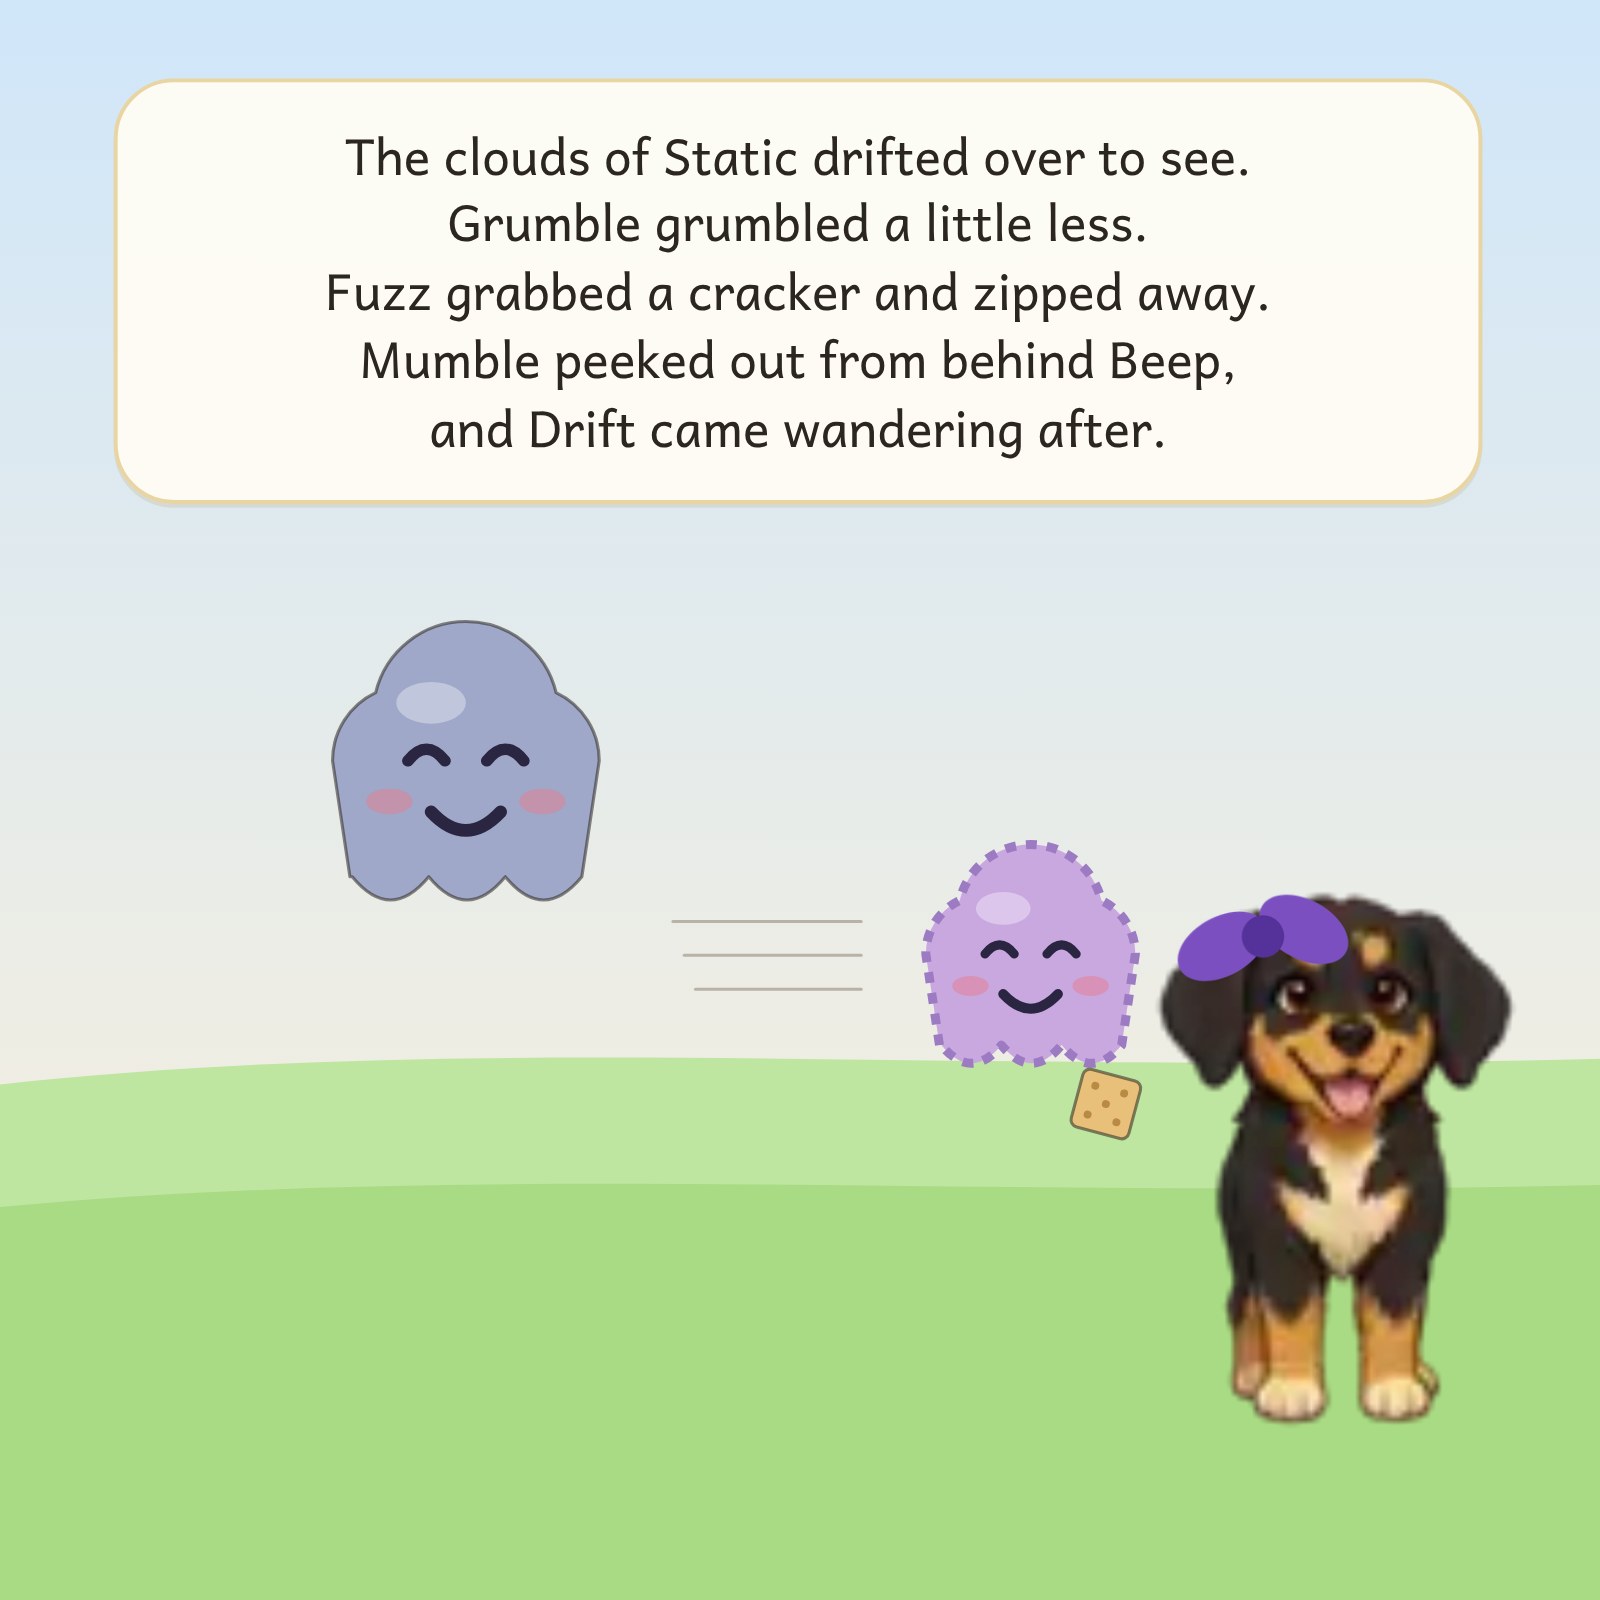 The clouds of Static drifted over to see.
Grumble grumbled a little less.
Fuzz grabbed a cracker and zipped away.
Mumble peeked out from behind Beep,
and Drift came wandering after.